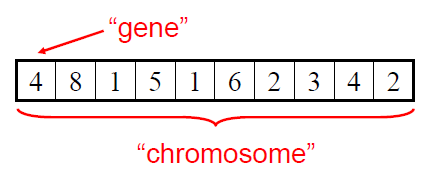 “gene”
4 8 1 5 1 6 2 3 4 2
“chromosome”